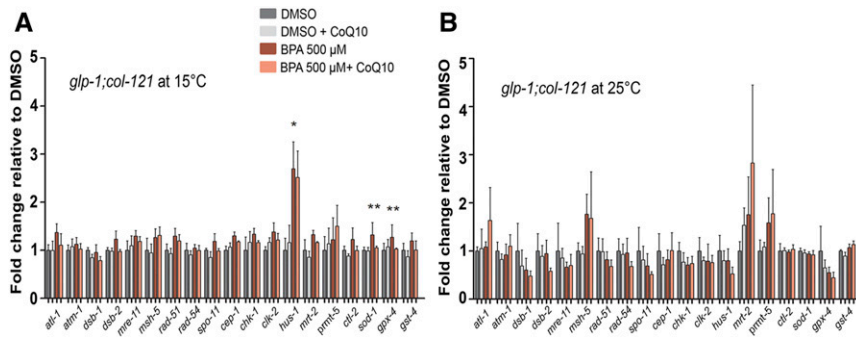 A
Fold change relative to DMSO
5
4
3
2
1
0
glp-1;col-121 at 15°C
DMSO
DMSO + CoQ10
BPA 500 µM
BPA 500 µM+ CoQ10
*
**
**
atl-1
atm-1
dsb-1
dsb-2
mre-11
msh-5
rad-51
rad-54
spo-11
cep-1
chk-1
clk-2
hus-1
mrt-2
prmt-5
ctl-2
sod-1
gpx-4
gst-4
B
Fold change relative to DMSO
5
4
3
2
1
0
glp-1;col-121 at 25°C
atl-1
atm-1
dsb-1
dsb-2
mre-11
msh-5
rad-51
rad-54
spo-11
cep-1
chk-1
clk-2
hus-1
mrt-2
prmt-5
ctl-2
sod-1
gpx-4
gst-4